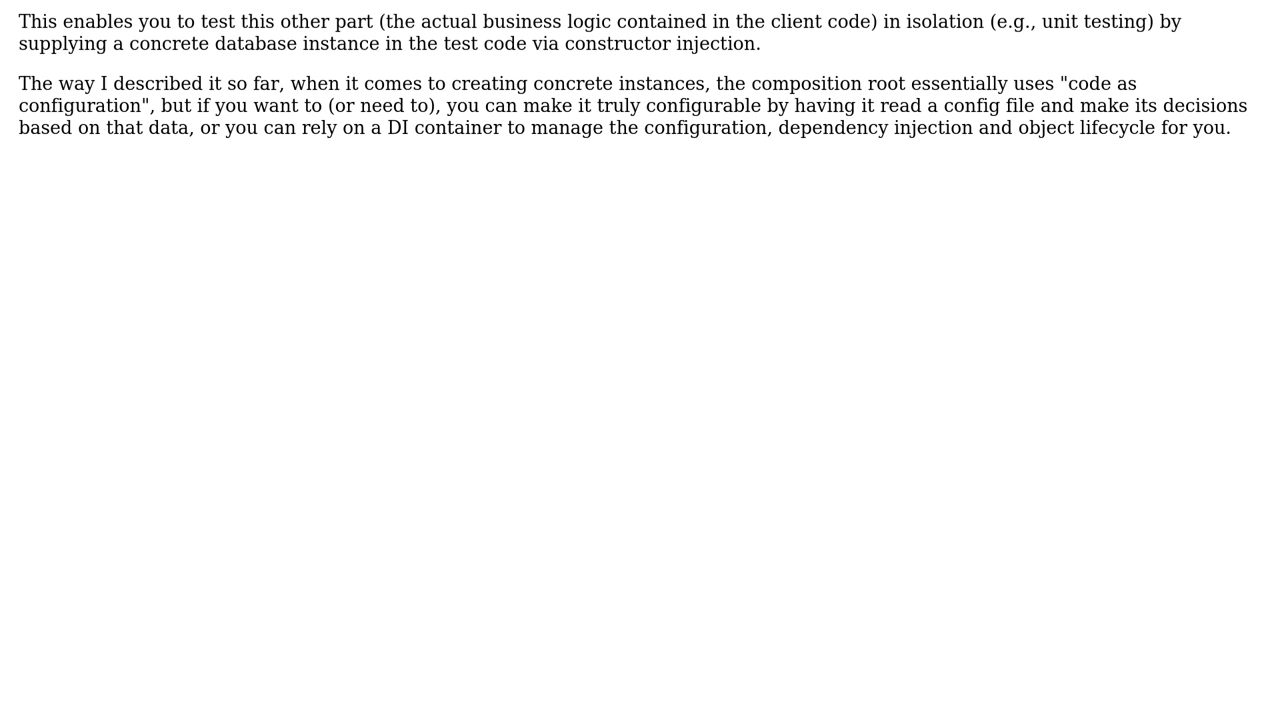 This enables you to test this other part (the actual business logic contained in the client code) in isolation (e.g., unit testing) by
supplying a concrete database instance in the test code via constructor injection.
The way I described it so far, when it comes to creating concrete instances, the composition root essentially uses "code as
configuration", but if you want to (or need to), you can make it truly configurable by having it read a config file and make its decisions
based on that data, or you can rely on a DI container to manage the configuration, dependency injection and object lifecycle for you.